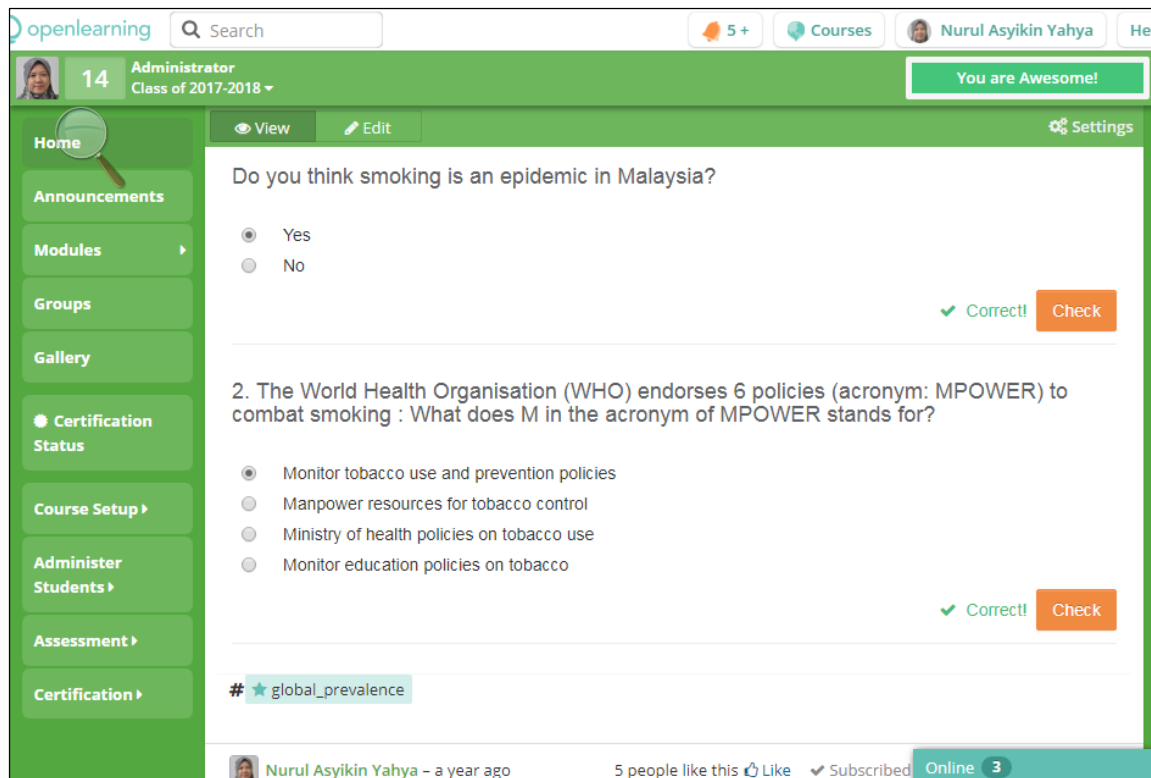 openlearning
Search
5 +
Courses
Nurul Asyikin Yahya
He
14
Administrator
Class of 2017-2018
You are Awesome!
Home
Announcements
Modules
Groups
Gallery
Certification
Status
Course Setup
Administer
Students
Assessment
Certification
View
Edit
Settings
Do you think smoking is an epidemic in Malaysia?
Yes
No
Correct!
Check
2. The World Health Organisation (WHO) endorses 6 policies (acronym: MPOWER) to
combat smoking : What does M in the acronym of MPOWER stands for?
Monitor tobacco use and prevention policies
Manpower resources for tobacco control
Ministry of health policies on tobacco use
Monitor education policies on tobacco
Correct!
Check
# global_prevalence
Nurul Asyikin Yahya – a year ago
5 people like this Like
Subscribed
Online 3